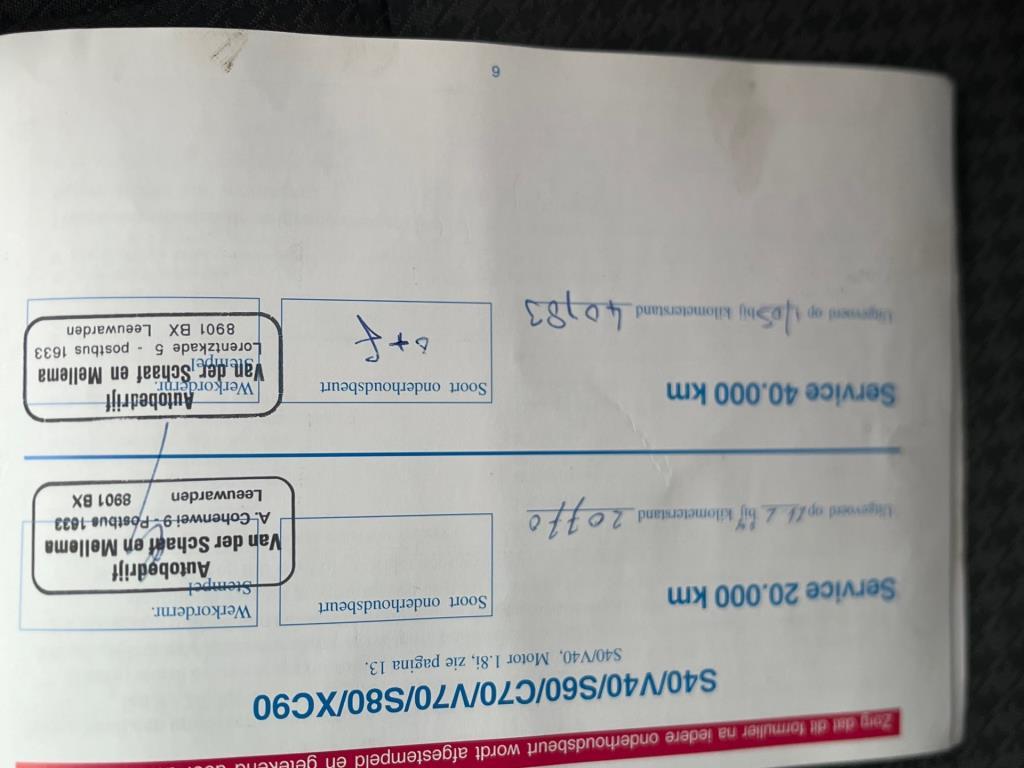 Zorg dat dit formulier na iedere onderhoudsbeurt wordt afgestempeld en getekend door
S40/V40/S60/C70/V70/S80/XC90
S40/V40, Motor 1.8i, zie pagina 13.
Service 20.000 km
Uitgevoerd op bij kilometerstand 20770
Soort onderhoudsbeurt
Werkordernr.
Stempel
Autobedrijf
Van der Schaaf en Mellema
A. Cohenwei 9 - Postbus 1633
Leeuwarden 8901 BX
Service 40.000 km
Uitgevoerd op bij kilometerstand 40183
Soort onderhoudsbeurt
Werkordernr.
Stempel
Autobedrijf
Van der Schaaf en Mellema
Lorentzkade 5 - postbus 1633
8901 BX Leeuwarden
6